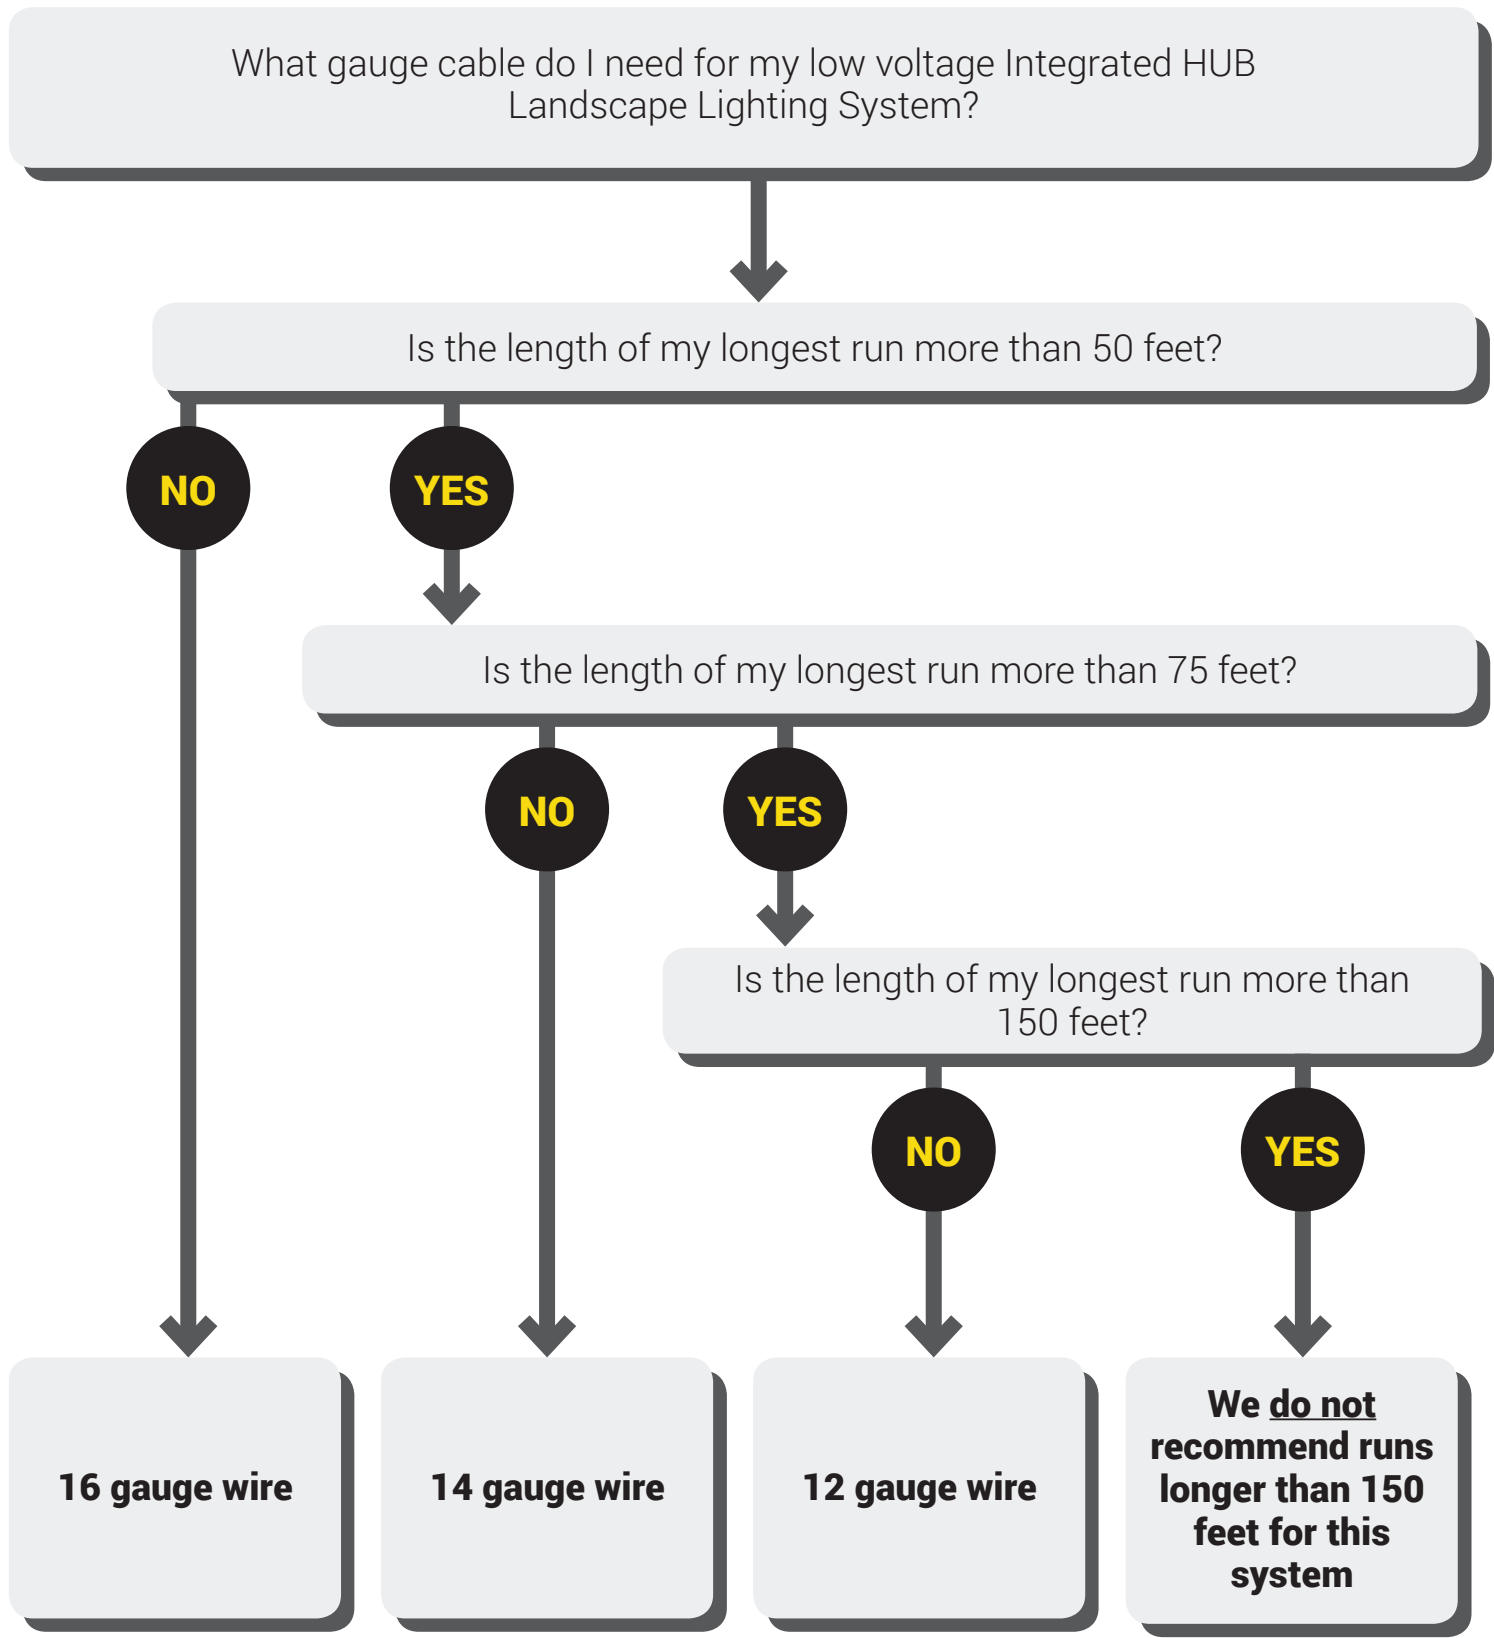 What gauge cable do I need for my low voltage Integrated HUB
Landscape Lighting System?
Is the length of my longest run more than 50 feet?
NO
YES
Is the length of my longest run more than 75 feet?
NO
YES
Is the length of my longest run more than
150 feet?
NO
YES
16 gauge wire
14 gauge wire
12 gauge wire
We do not
recommend runs
longer than 150
feet for this
system